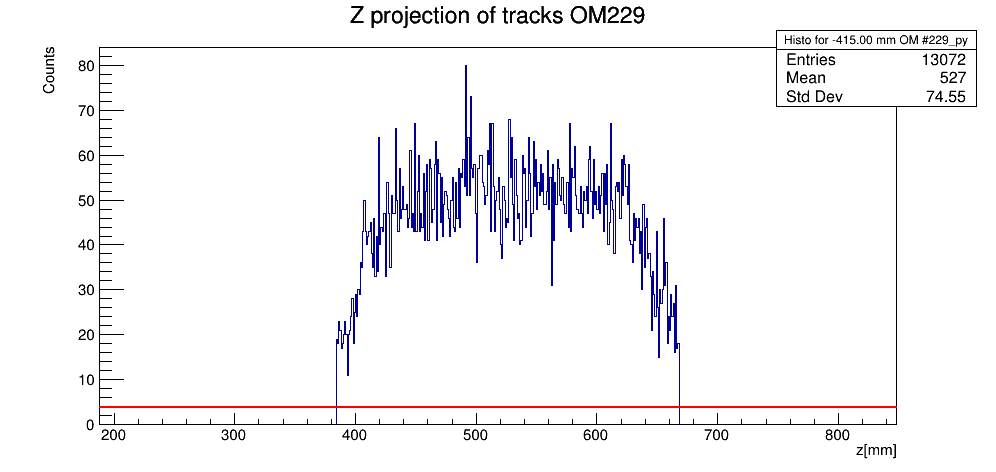 Z projection of tracks OM229
Histo for -415.00 mm OM #229_py
Entries 13072
Mean 527
Std Dev 74.55
Counts
80
70
60
50
40
30
20
10
0
200 300 400 500 600 700 800
z[mm]